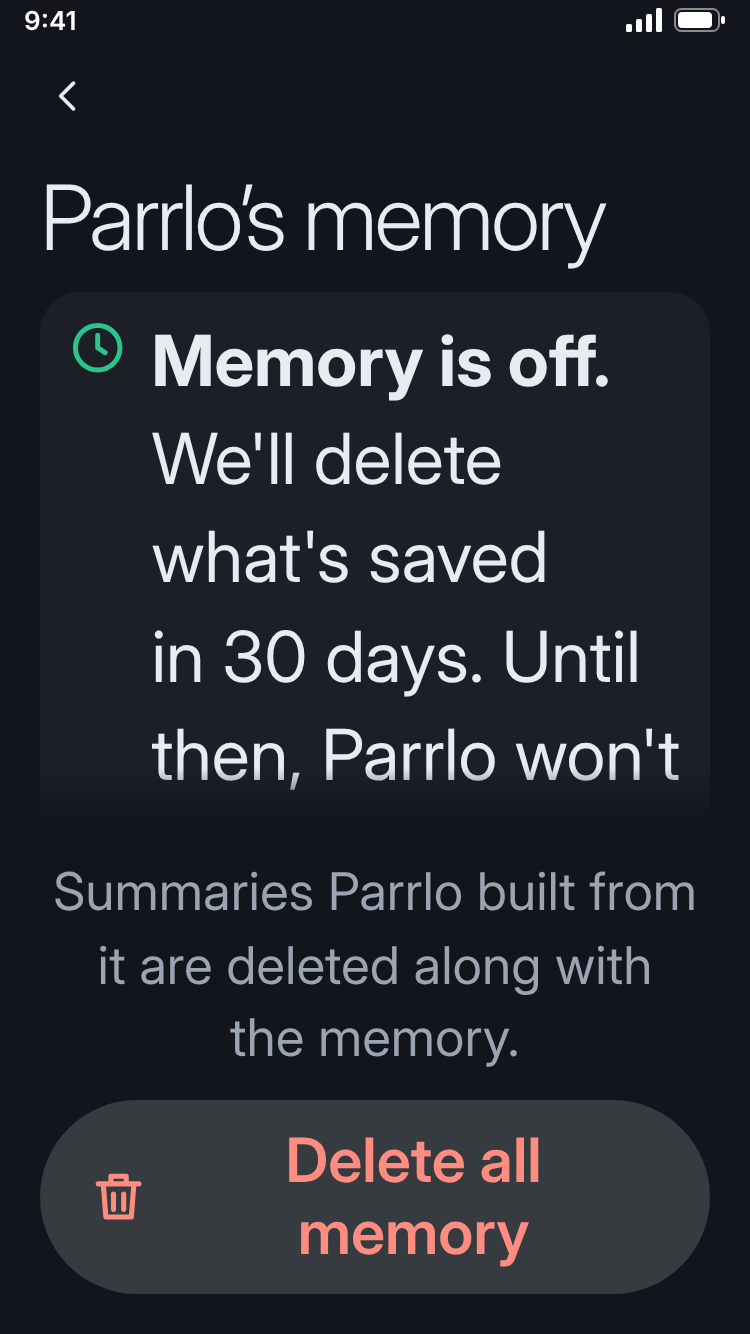 9:41
Parrlo’s memory
Memory is off.
We'll delete
what's saved
in 30 days. Until
then, Parrlo won't
Summaries Parrlo built from
it are deleted along with
the memory.
Delete all
memory